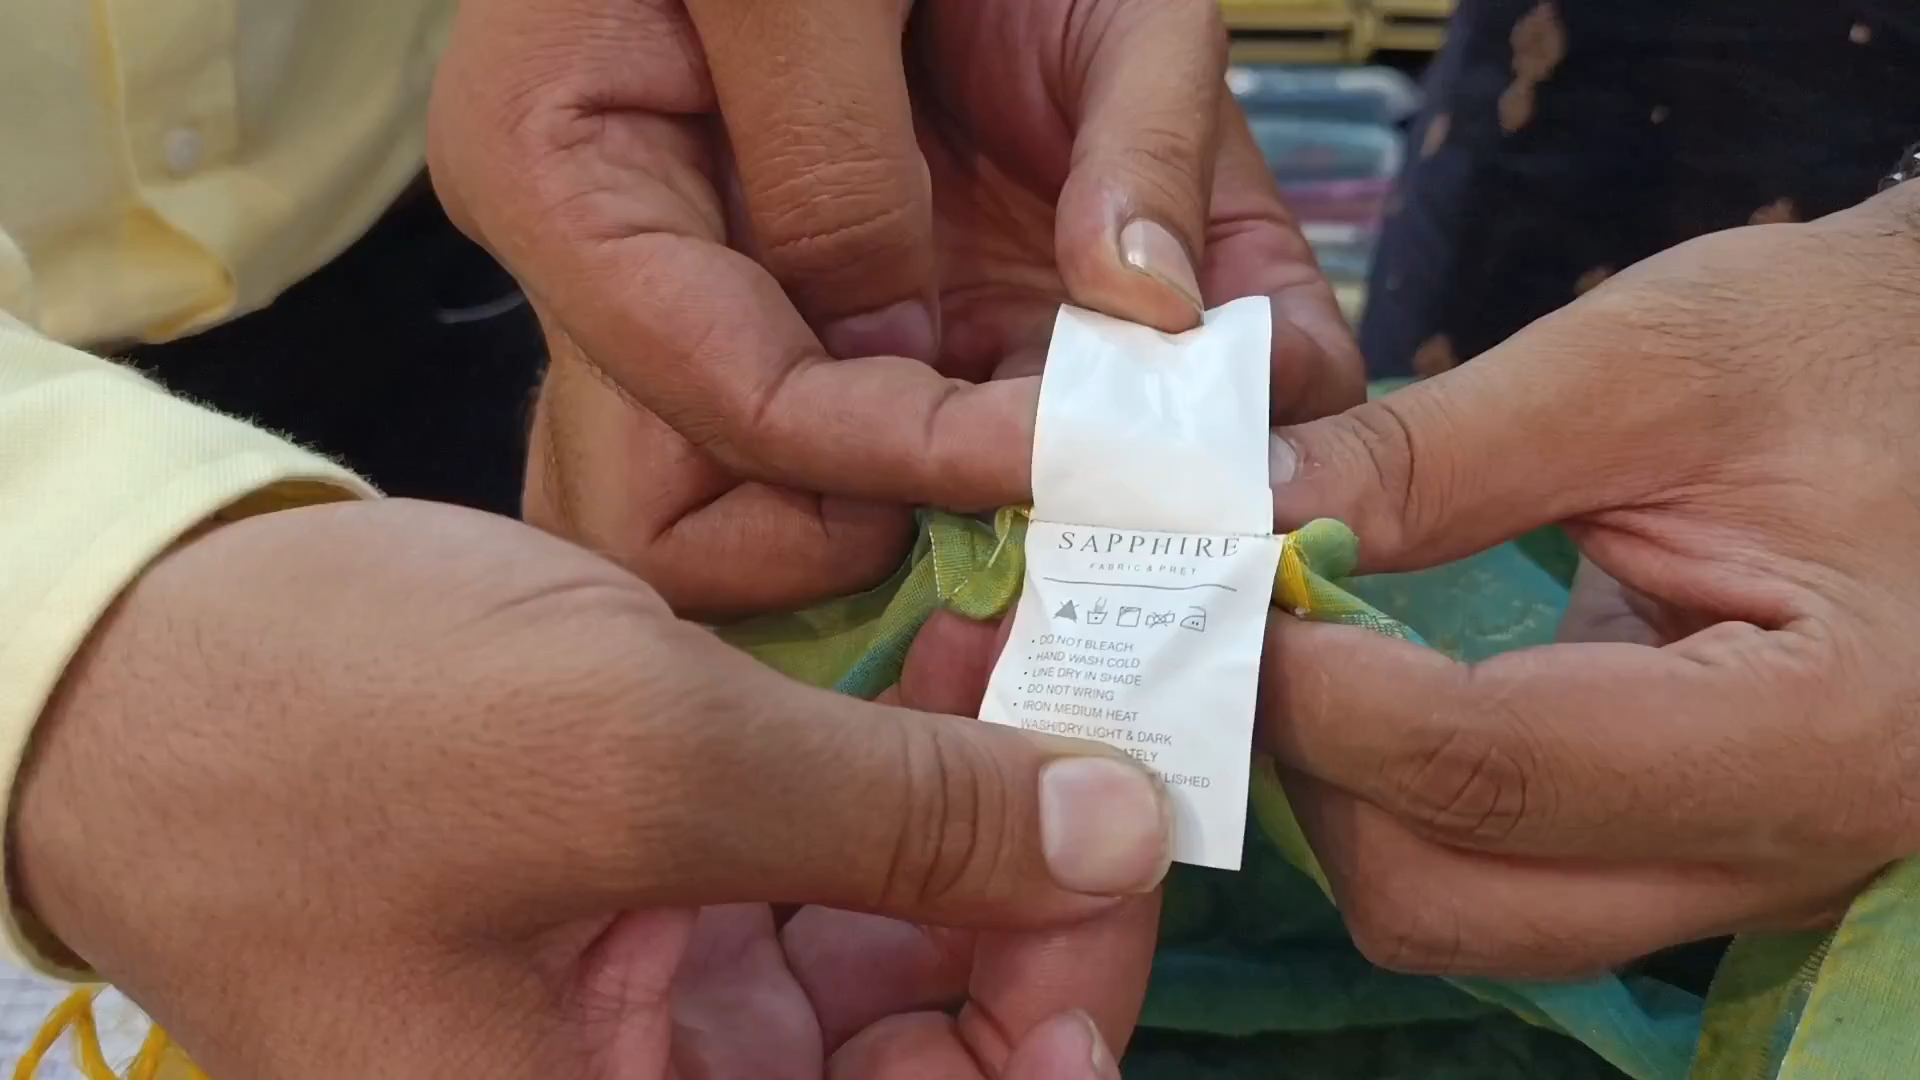 SAPPHIRE
FABRIC & PRET
• DO NOT BLEACH
• HAND WASH COLD
• LINE DRY IN SHADE
• DO NOT WRING
• IRON MEDIUM HEAT
WASH/DRY LIGHT & DARK